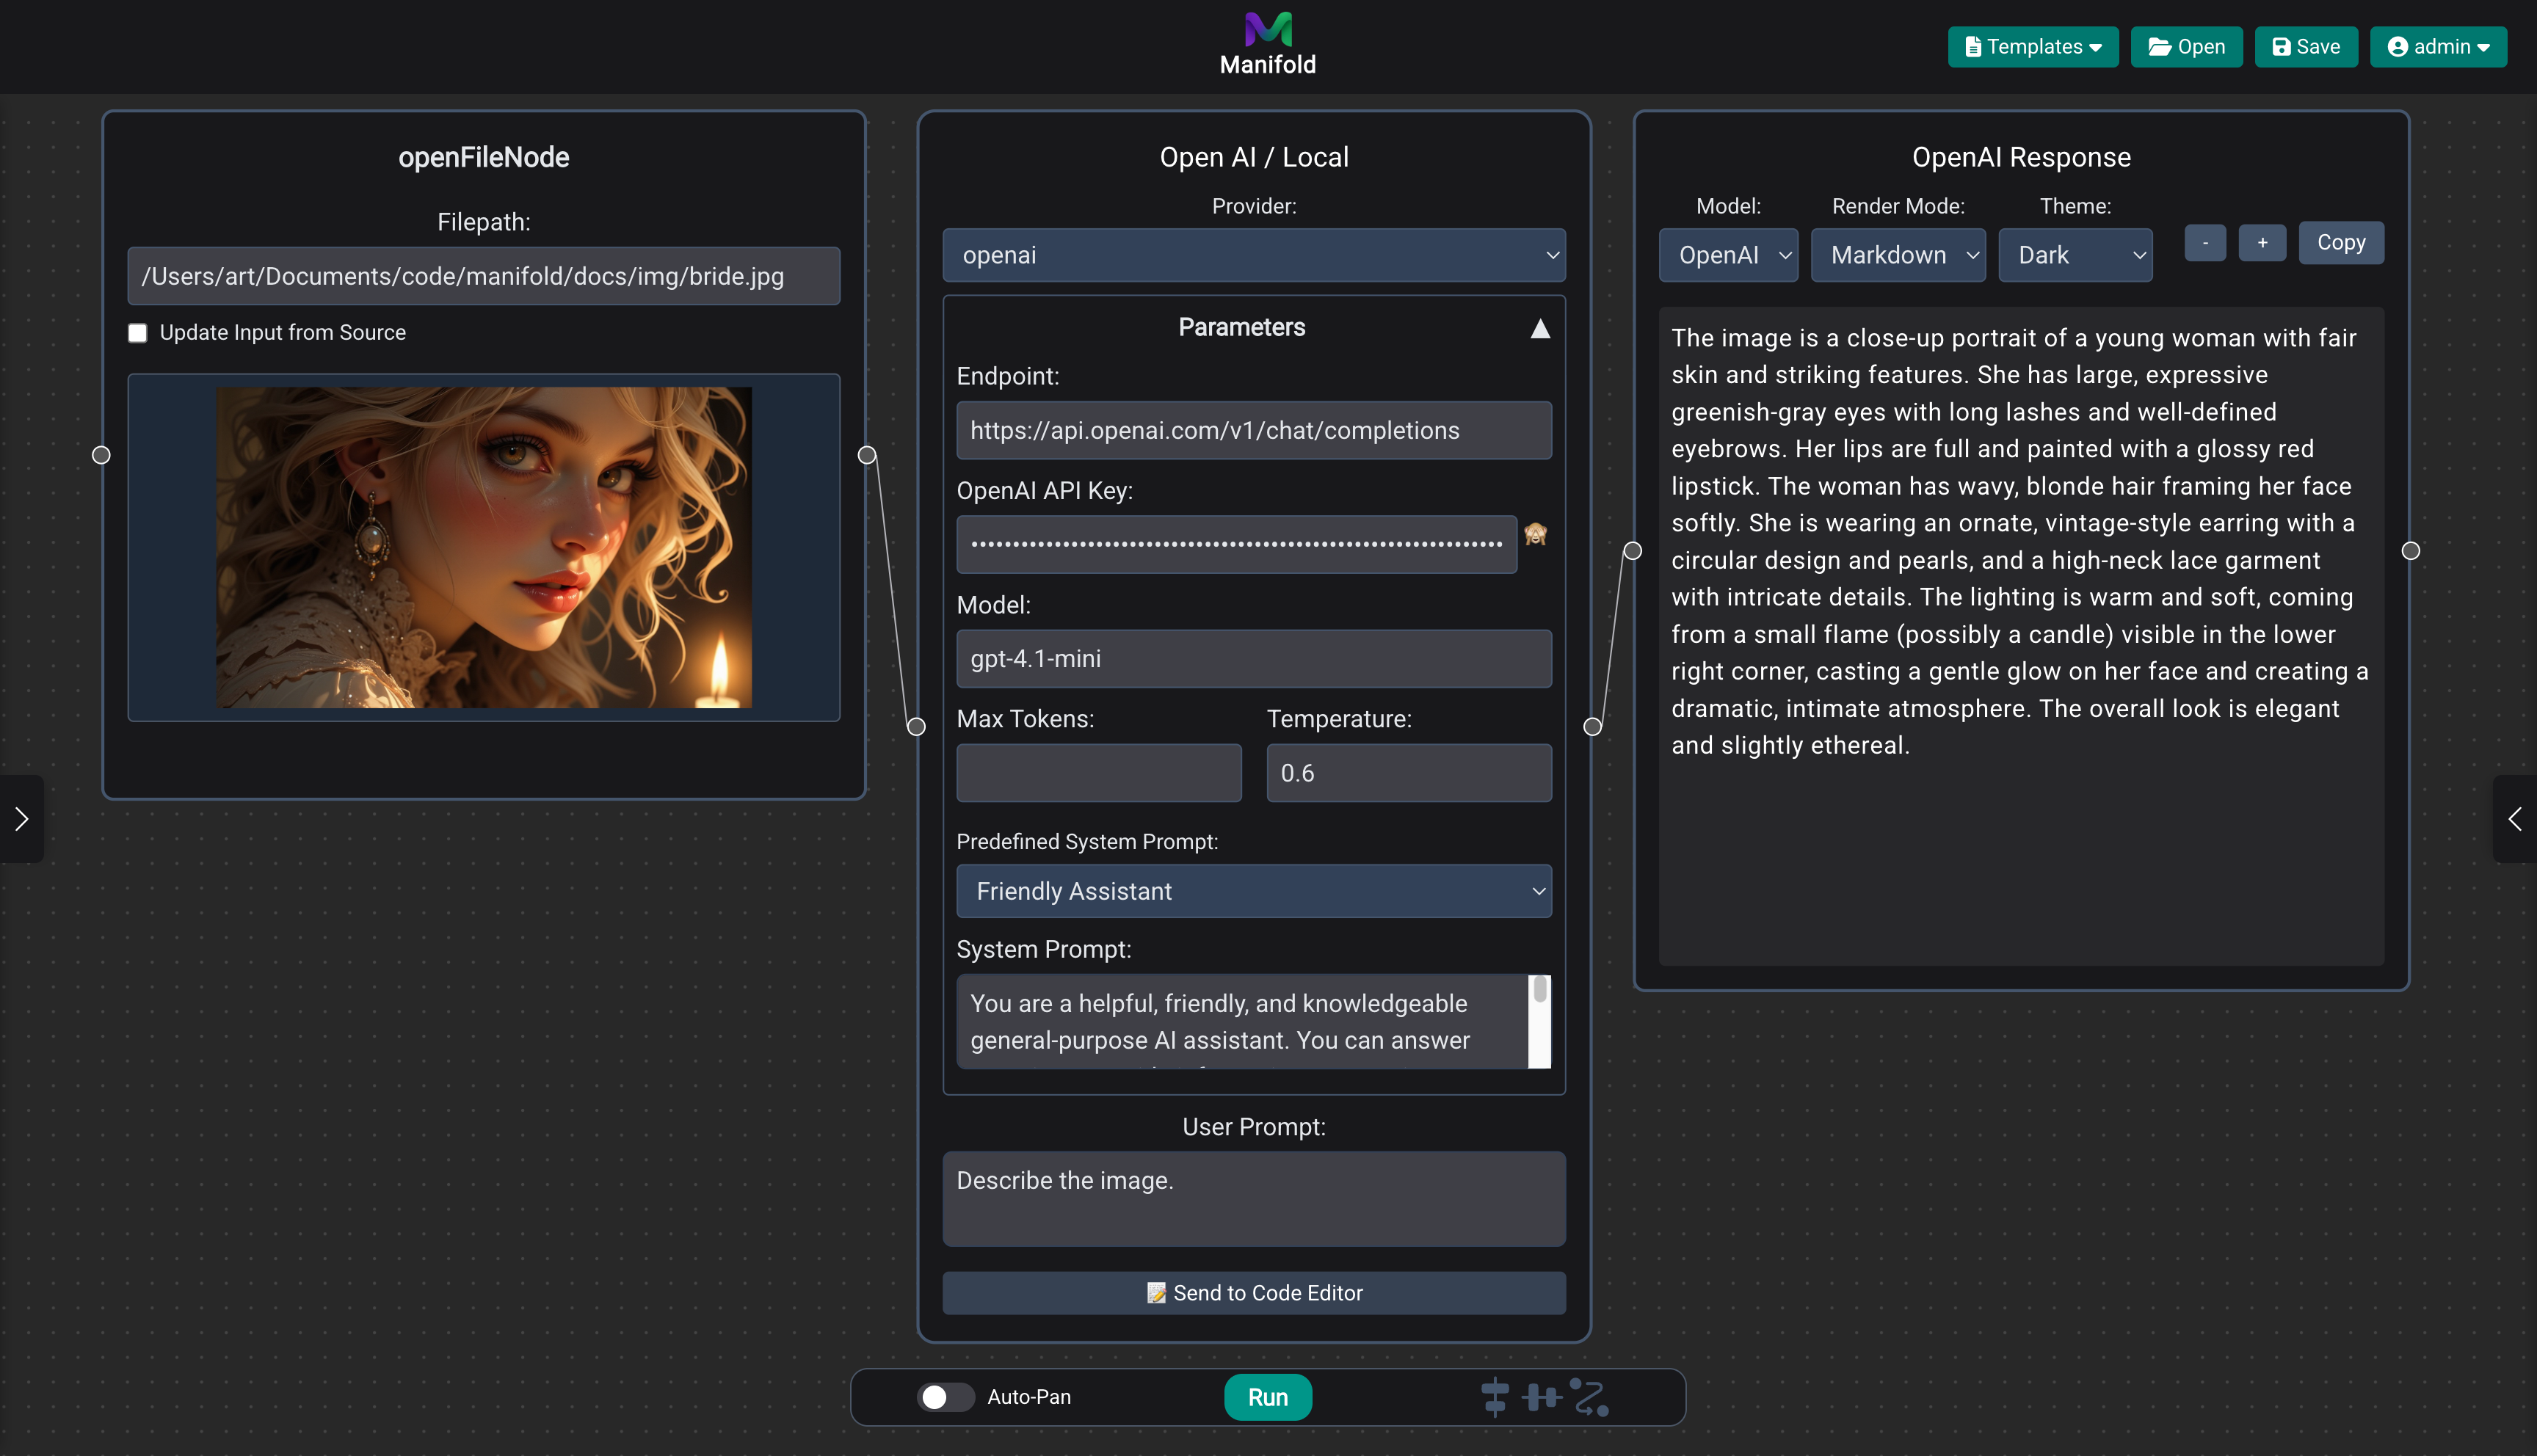 Manifold
Templates
Open
Save
admin
openFileNode
Filepath:
/Users/art/Documents/code/manifold/docs/img/bride.jpg
Update Input from Source
Open AI / Local
Provider:
openai
Parameters
Endpoint:
https://api.openai.com/v1/chat/completions
OpenAI API Key:
Model:
gpt-4.1-mini
Max Tokens:
Temperature:
0.6
Predefined System Prompt:
Friendly Assistant
System Prompt:
You are a helpful, friendly, and knowledgeable
general-purpose AI assistant. You can answer
User Prompt:
Describe the image.
Send to Code Editor
OpenAI Response
Model:
Render Mode:
Theme:
OpenAI
Markdown
Dark
-
+
Copy
The image is a close-up portrait of a young woman with fair
skin and striking features. She has large, expressive
greenish-gray eyes with long lashes and well-defined
eyebrows. Her lips are full and painted with a glossy red
lipstick. The woman has wavy, blonde hair framing her face
softly. She is wearing an ornate, vintage-style earring with a
circular design and pearls, and a high-neck lace garment
with intricate details. The lighting is warm and soft, coming
from a small flame (possibly a candle) visible in the lower
right corner, casting a gentle glow on her face and creating a
dramatic, intimate atmosphere. The overall look is elegant
and slightly ethereal.
Auto-Pan
Run